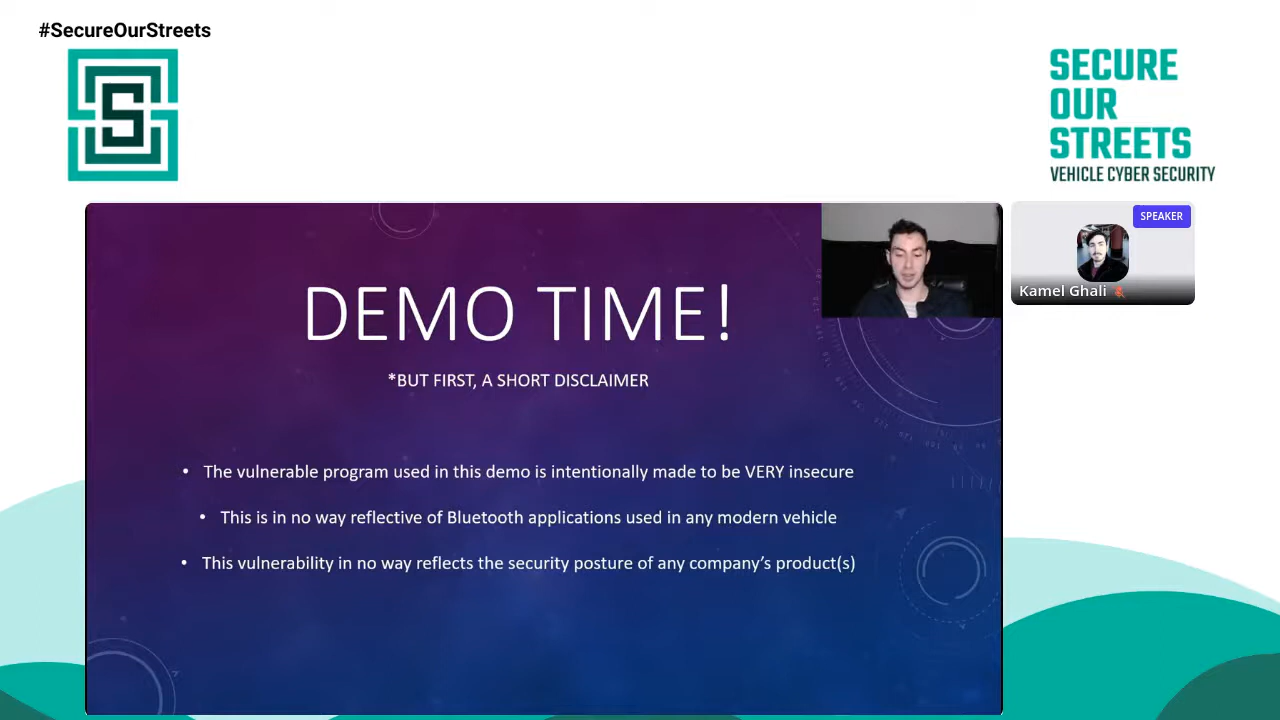 #SecureOurStreets
S
SECURE
OUR
STREETS
VEHICLE CYBER SECURITY
SPEAKER
Kamel Ghali
DEMO TIME!
*BUT FIRST, A SHORT DISCLAIMER
• The vulnerable program used in this demo is intentionally made to be VERY insecure
• This is in no way reflective of Bluetooth applications used in any modern vehicle
• This vulnerability in no way reflects the security posture of any company's product(s)